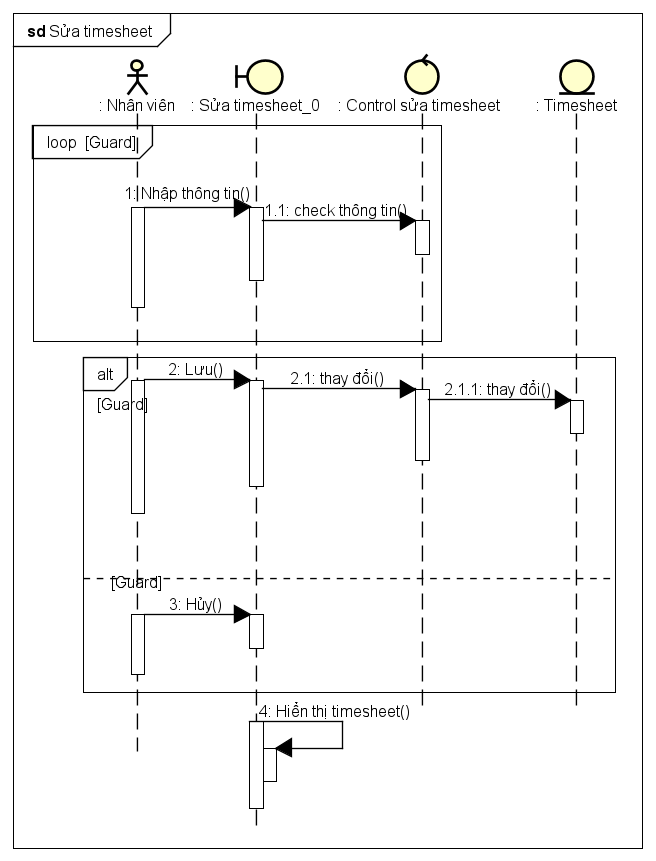 sd Sửa timesheet
: Nhân viên
: Sửa timesheet_0
: Control sửa timesheet
: Timesheet
loop [Guard]
1: Nhập thông tin()
1.1: check thông tin()
alt
2: Lưu()
2.1: thay đổi()
2.1.1: thay đổi()
[Guard]
[Guard]
3: Hủy()
4: Hiển thị timesheet()